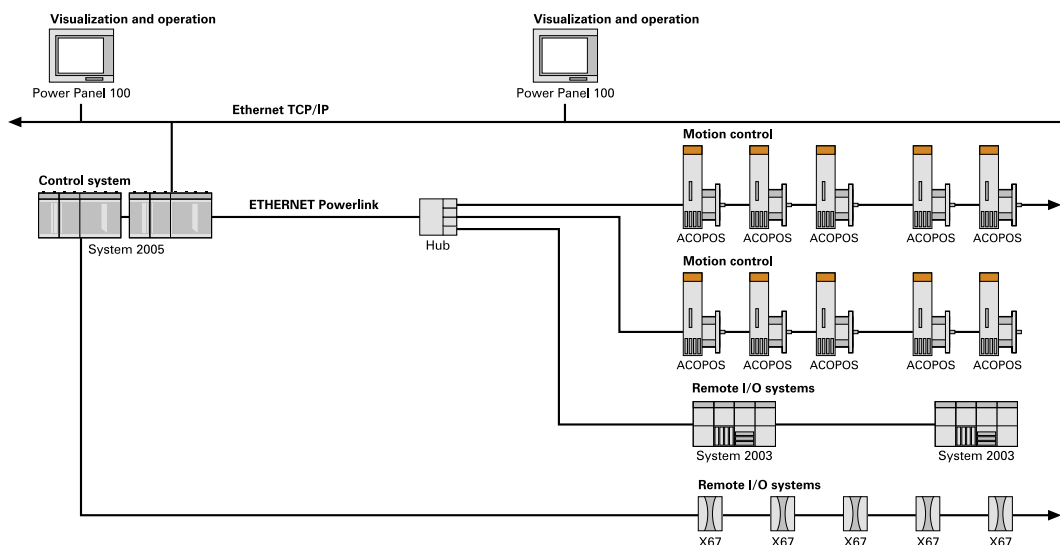 Visualization and operation
Visualization and operation
Power Panel 100
Power Panel 100
Ethernet TCP/IP
Motion control
Control system
ETHERNET Powerlink
System 2005
Hub
ACOPOS
ACOPOS
ACOPOS
ACOPOS
ACOPOS
Motion control
ACOPOS
ACOPOS
ACOPOS
ACOPOS
ACOPOS
Remote I/O systems
System 2003
System 2003
Remote I/O systems
X67
X67
X67
X67
X67